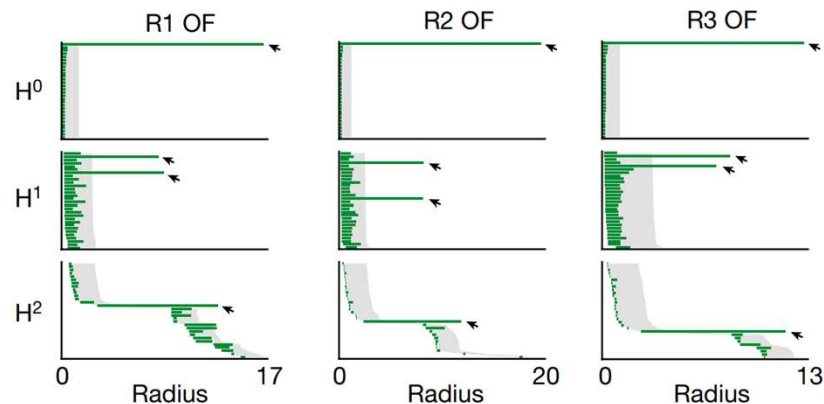 R1 OF R2 OF R3 OF
H⁰
H¹
H²
0 17 0 20 0 13
Radius Radius Radius